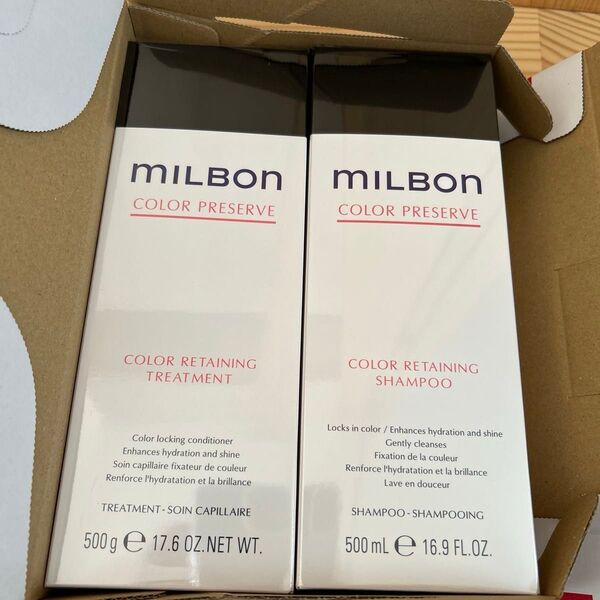 milbon
COLOR PRESERVE
COLOR RETAINING
TREATMENT
Color locking conditioner
Enhances hydration and shine
Soin capillaire fixateur de couleur
Renforce l'hydratation et la brillance
TREATMENT - SOIN CAPILLAIRE
500 g ℮ 17.6 OZ. NET WT.
milbon
COLOR PRESERVE
COLOR RETAINING
SHAMPOO
Locks in color / Enhances hydration and shine
Gently cleanses
Fixation de la couleur
Renforce l'hydratation et la brillance
Lave en douceur
SHAMPOO - SHAMPOOING
500 mL ℮ 16.9 FL.OZ.